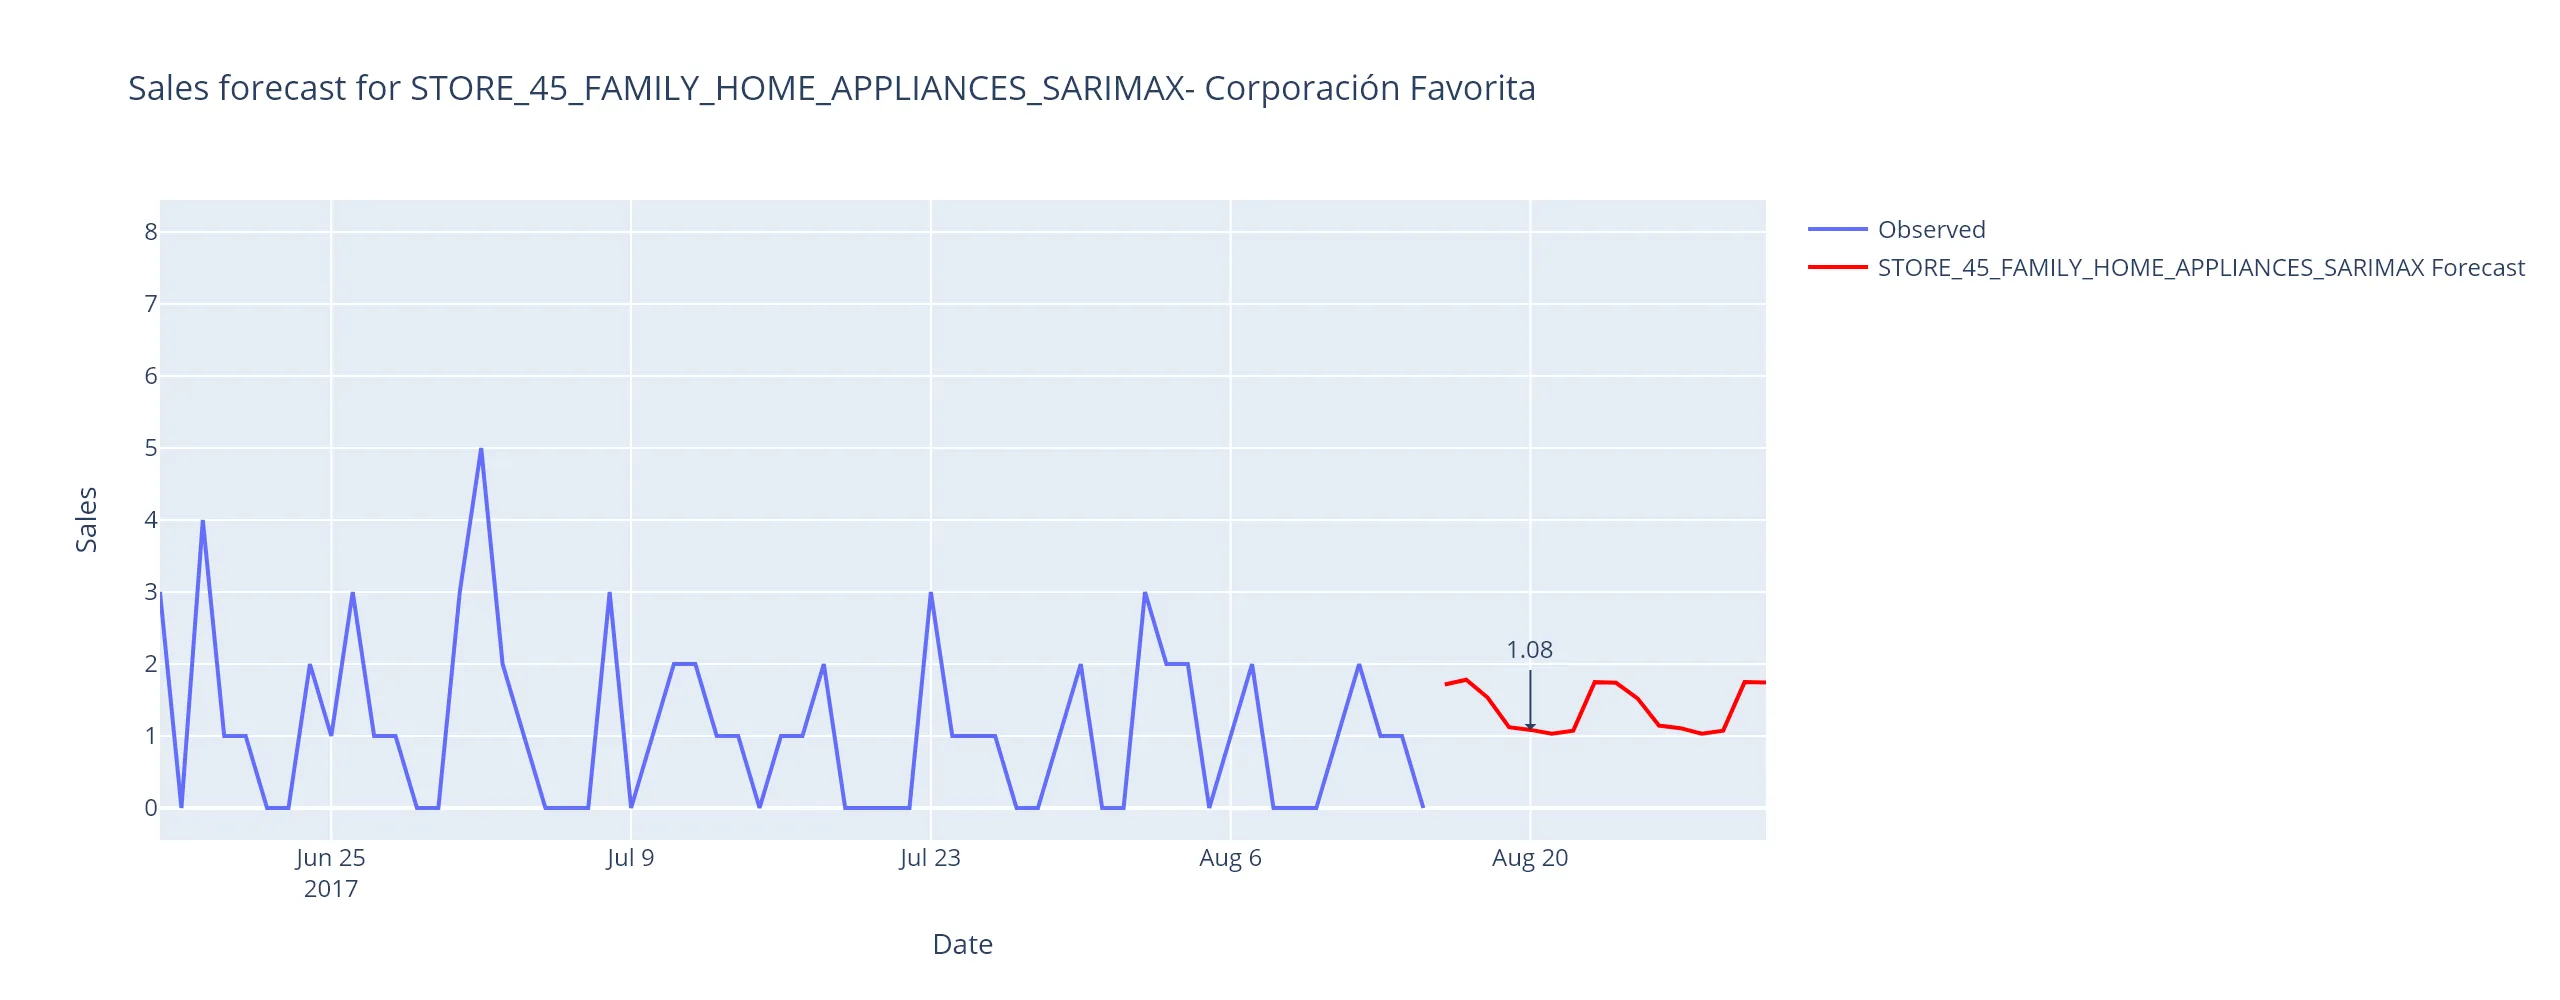 Sales forecast for STORE_45_FAMILY_HOME_APPLIANCES_SARIMAX- Corporación Favorita
Observed
STORE_45_FAMILY_HOME_APPLIANCES_SARIMAX Forecast
8
7
6
5
4
3
2
1
0
Sales
1.08
Jun 25
2017
Jul 9
Jul 23
Aug 6
Aug 20
Date